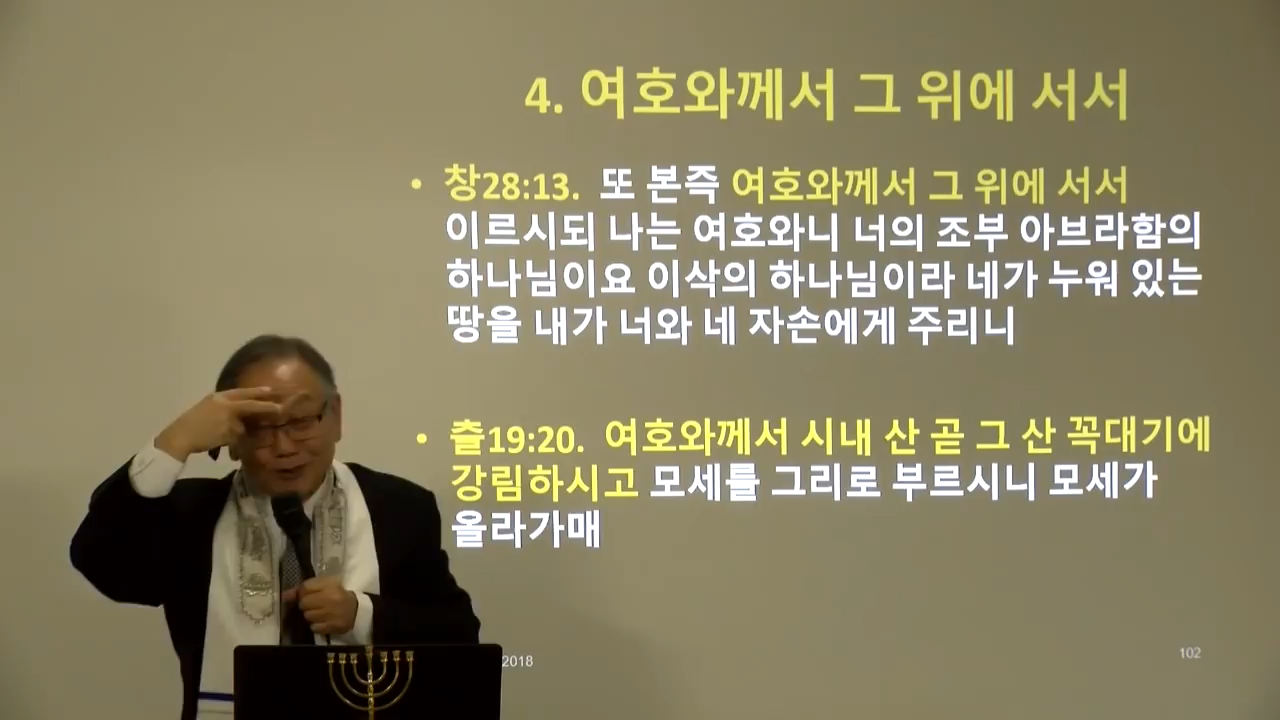 4. 여호와께서 그 위에 서서
• 창28:13. 또 본즉 여호와께서 그 위에 서서
이르시되 나는 여호와니 너의 조부 아브라함의
하나님이요 이삭의 하나님이라 네가 누워 있는
땅을 내가 너와 네 자손에게 주리니
• 출19:20. 여호와께서 시내 산 곧 그 산 꼭대기에
강림하시고 모세를 그리로 부르시니 모세가
올라가매
2018
102